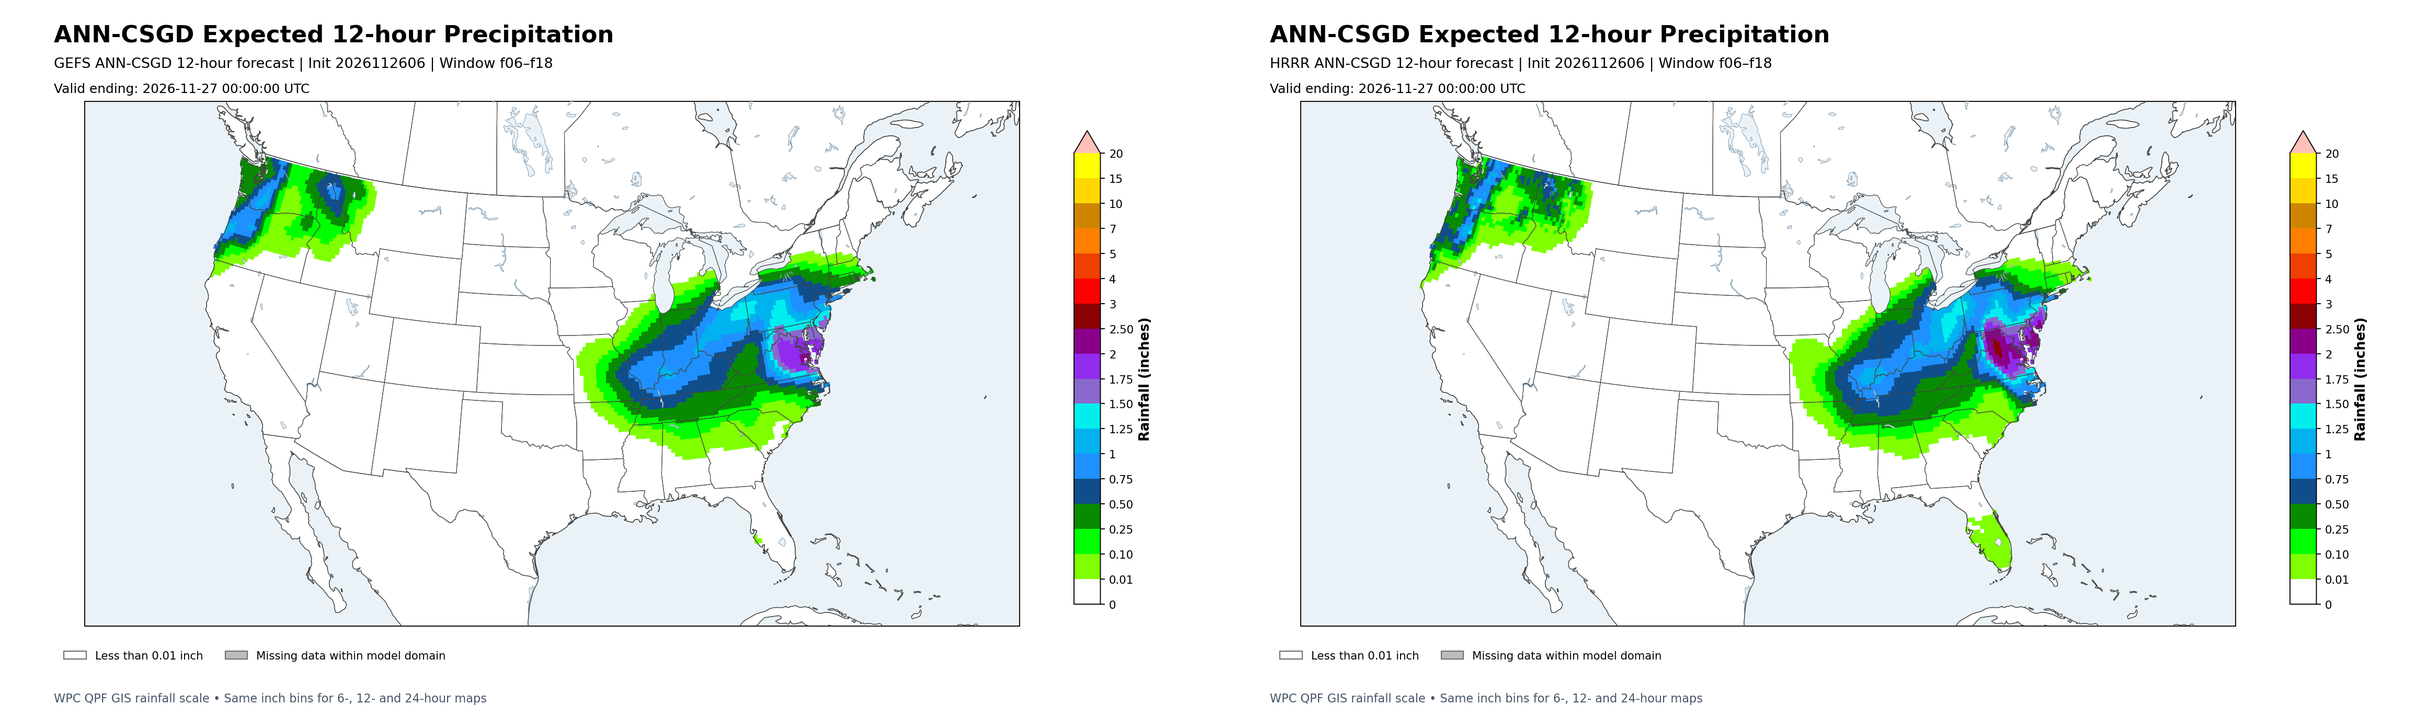 ANN-CSGD Expected 12-hour Precipitation
GEFS ANN-CSGD 12-hour forecast | Init 2026112606 | Window f06–f18
Valid ending: 2026-11-27 00:00:00 UTC
20
15
10
7
5
4
3
2.50
2
1.75
1.50
1.25
1
0.75
0.50
0.25
0.10
0.01
0
Rainfall (inches)
Less than 0.01 inch
Missing data within model domain
WPC QPF GIS rainfall scale • Same inch bins for 6-, 12- and 24-hour maps
ANN-CSGD Expected 12-hour Precipitation
HRRR ANN-CSGD 12-hour forecast | Init 2026112606 | Window f06–f18
Valid ending: 2026-11-27 00:00:00 UTC
20
15
10
7
5
4
3
2.50
2
1.75
1.50
1.25
1
0.75
0.50
0.25
0.10
0.01
0
Rainfall (inches)
Less than 0.01 inch
Missing data within model domain
WPC QPF GIS rainfall scale • Same inch bins for 6-, 12- and 24-hour maps